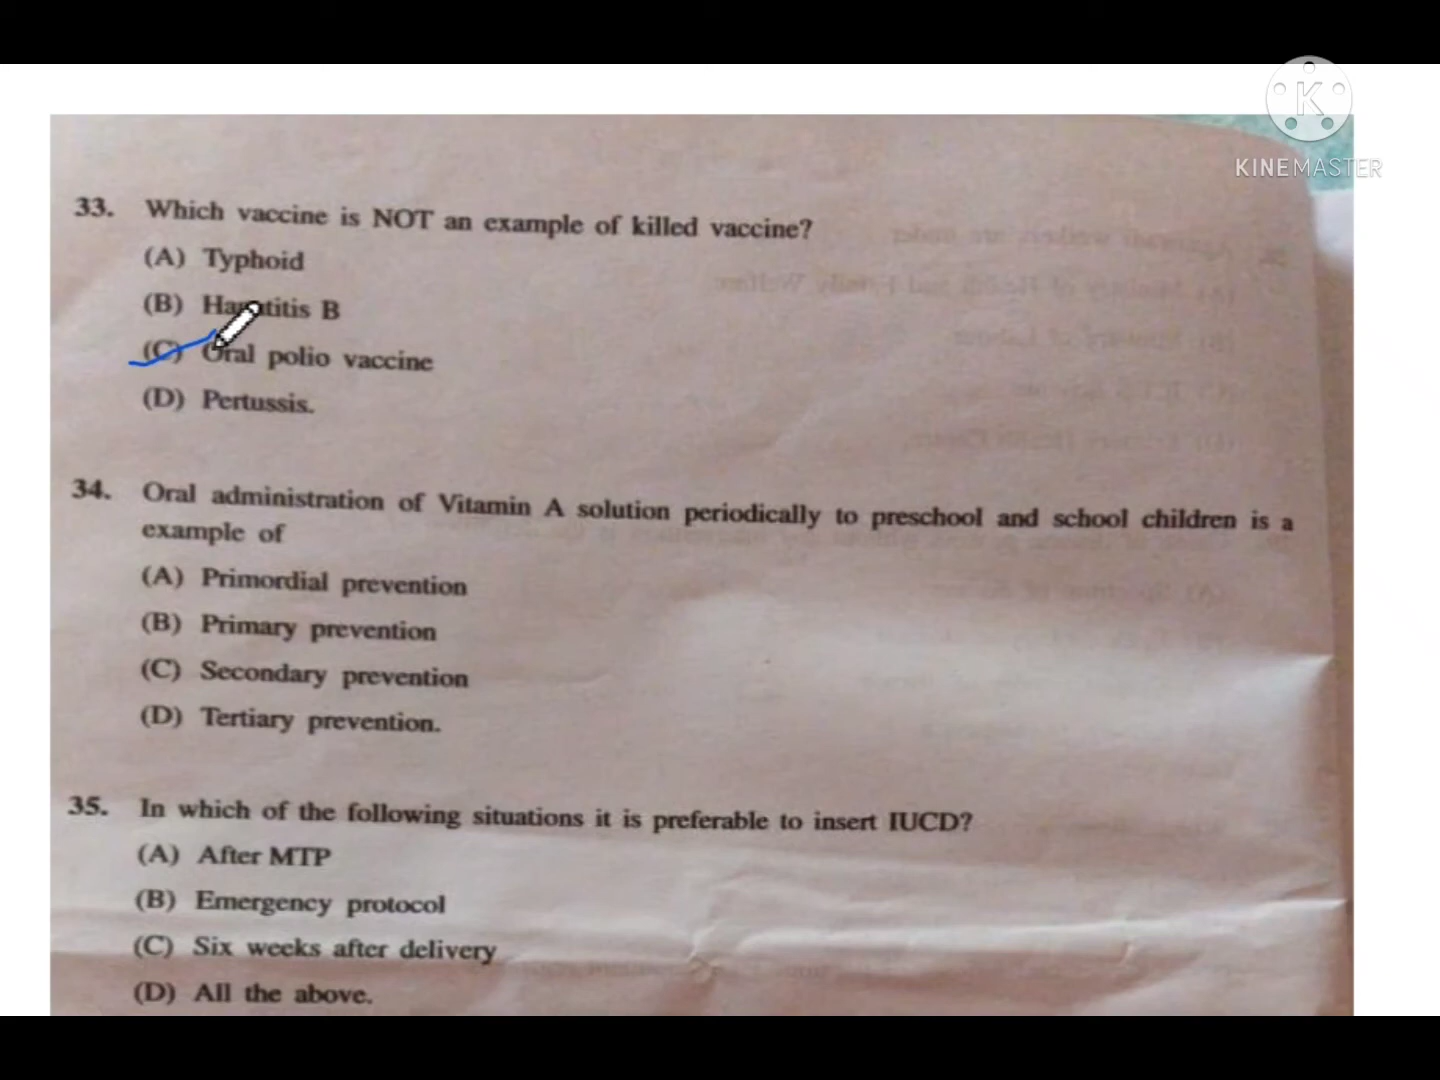 K
KINEMASTER
33. Which vaccine is NOT an example of killed vaccine?
(A) Typhoid
(B) Hapatitis B
(C) Oral polio vaccine
(D) Pertussis.
34. Oral administration of Vitamin A solution periodically to preschool and school children is a
example of
(A) Primordial prevention
(B) Primary prevention
(C) Secondary prevention
(D) Tertiary prevention.
35. In which of the following situations it is preferable to insert IUCD?
(A) After MTP
(B) Emergency protocol
(C) Six weeks after delivery
(D) All the above.